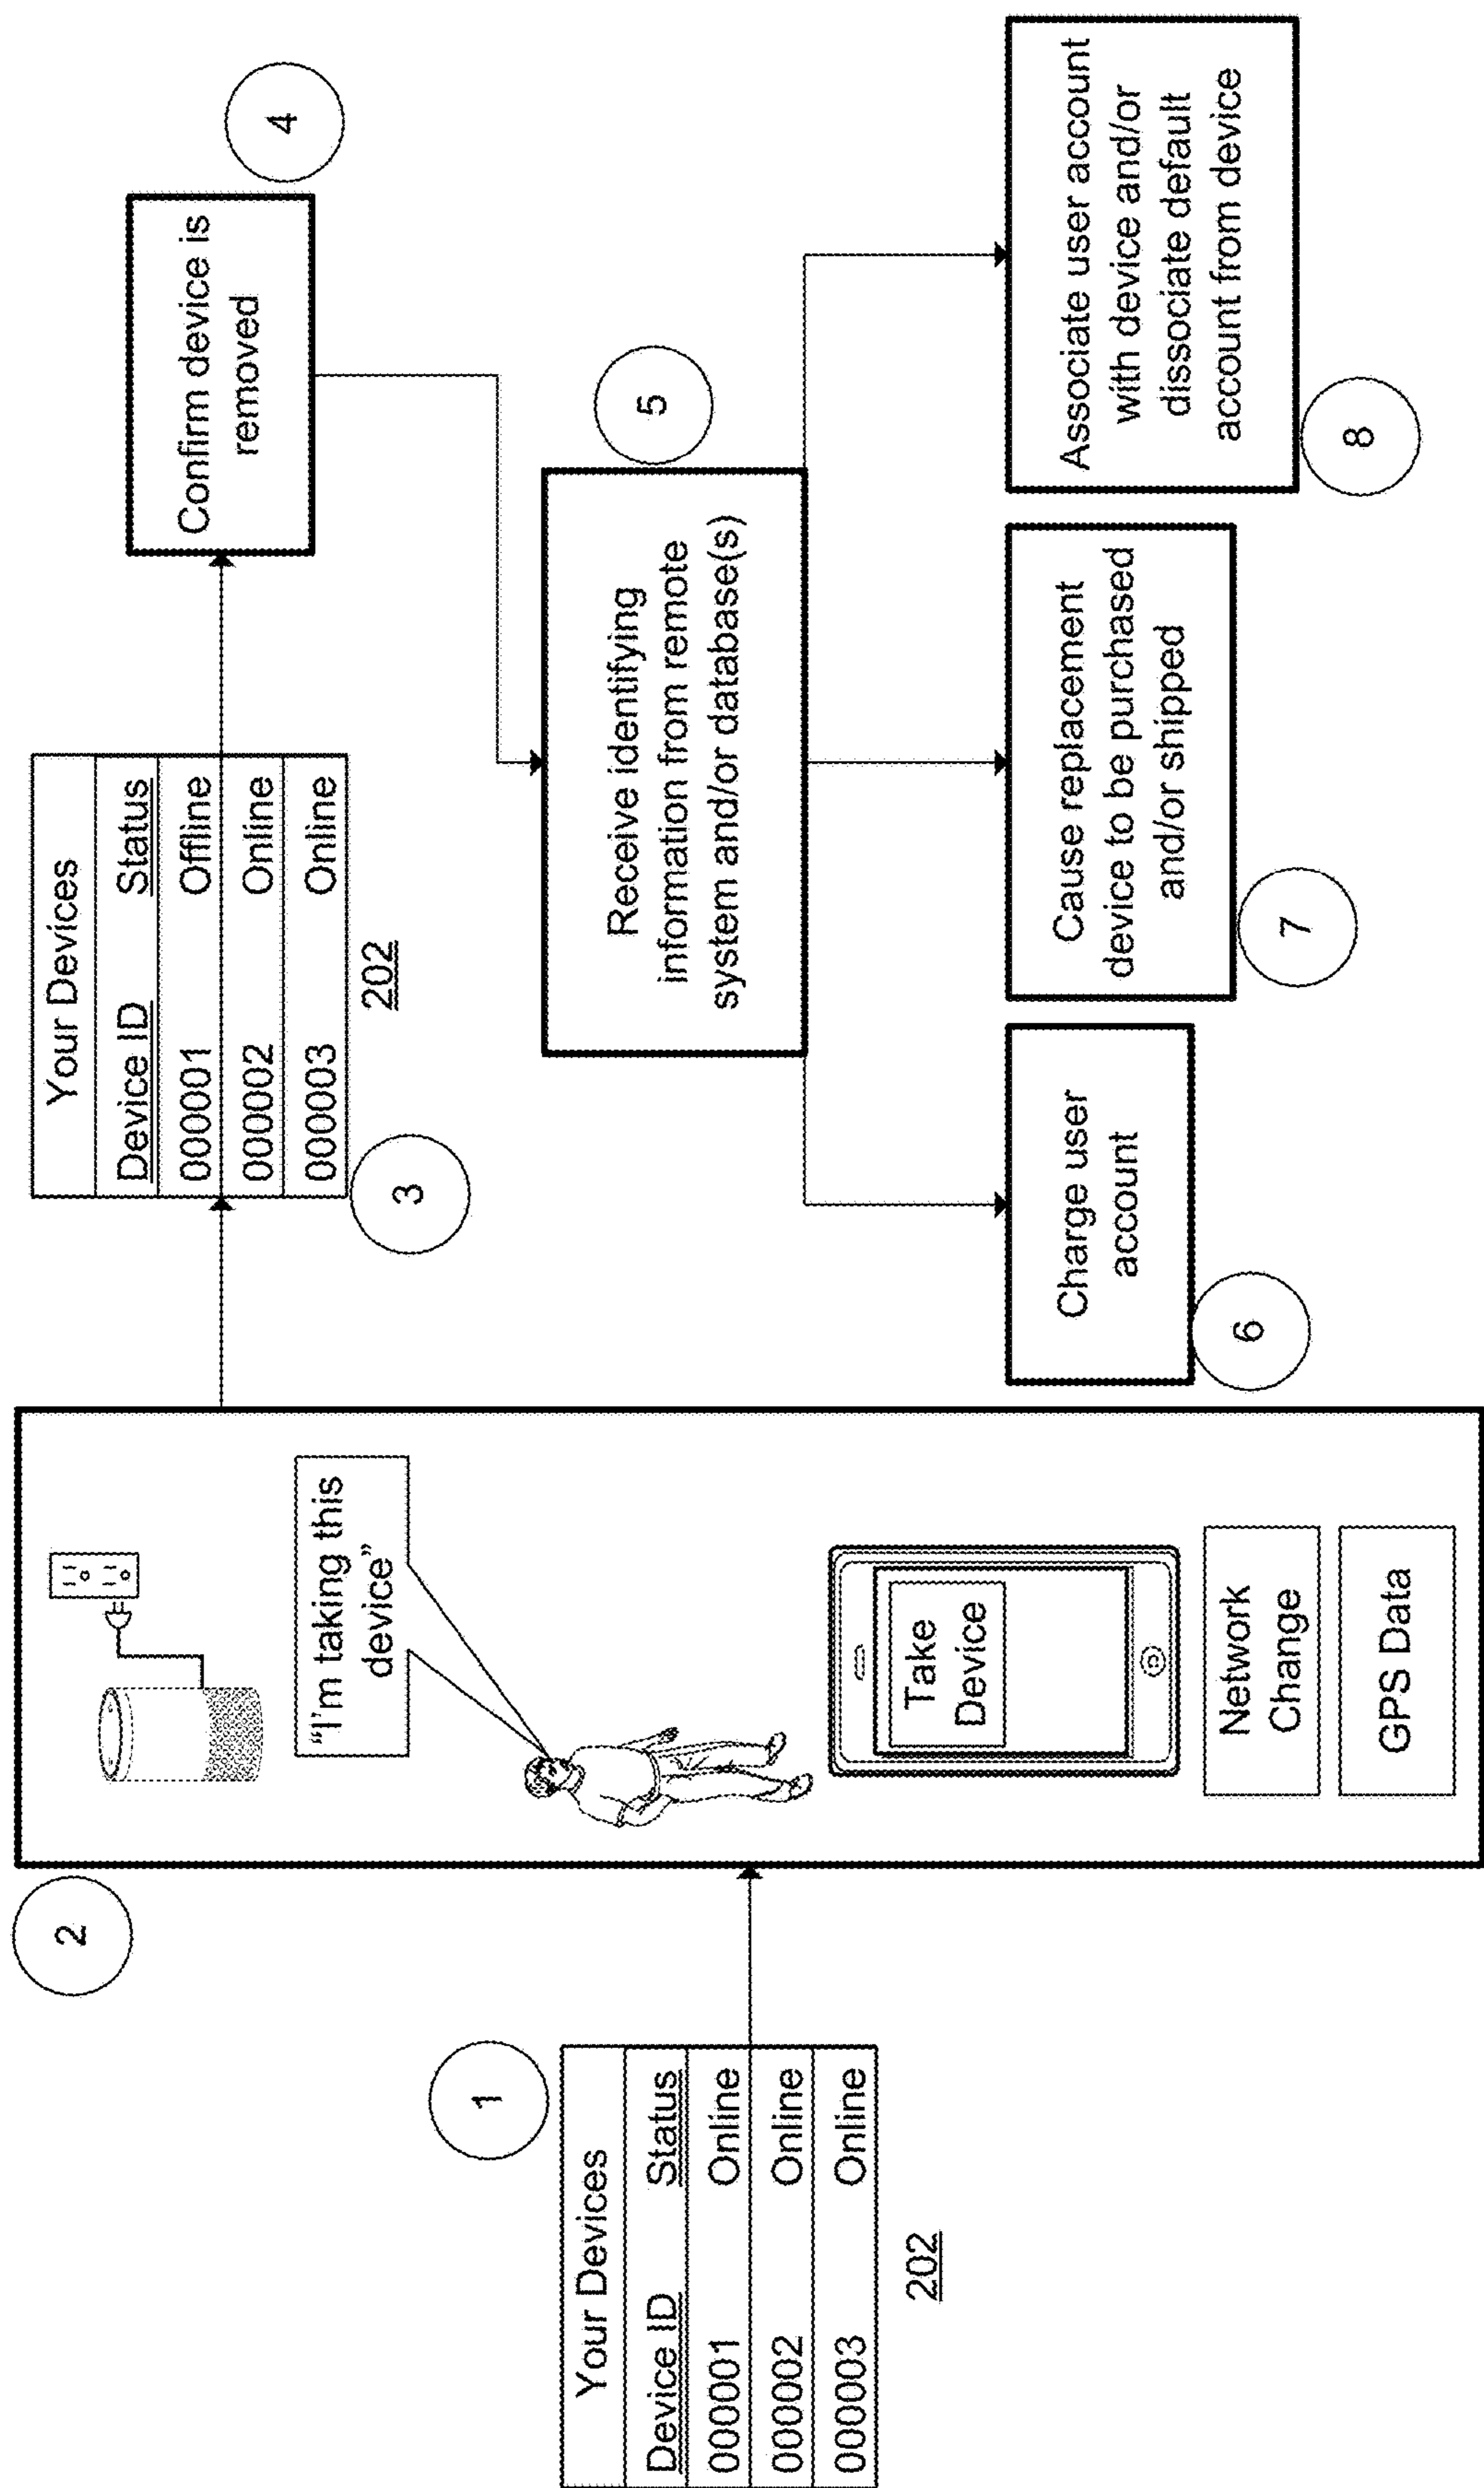 1
Your Devices
Device ID Status
000001 Online
000002 Online
000003 Online
202
2
“I’m taking this
device”
Take
Device
Network
Change
GPS Data
Your Devices
Device ID Status
000001 Offline
000002 Online
000003 Online
202
3
Confirm device is
removed
4
Receive identifying
information from remote
system and/or database(s)
5
Charge user
account
6
Cause replacement
device to be purchased
and/or shipped
7
Associate user account
with device and/or
dissociate default
account from device
8